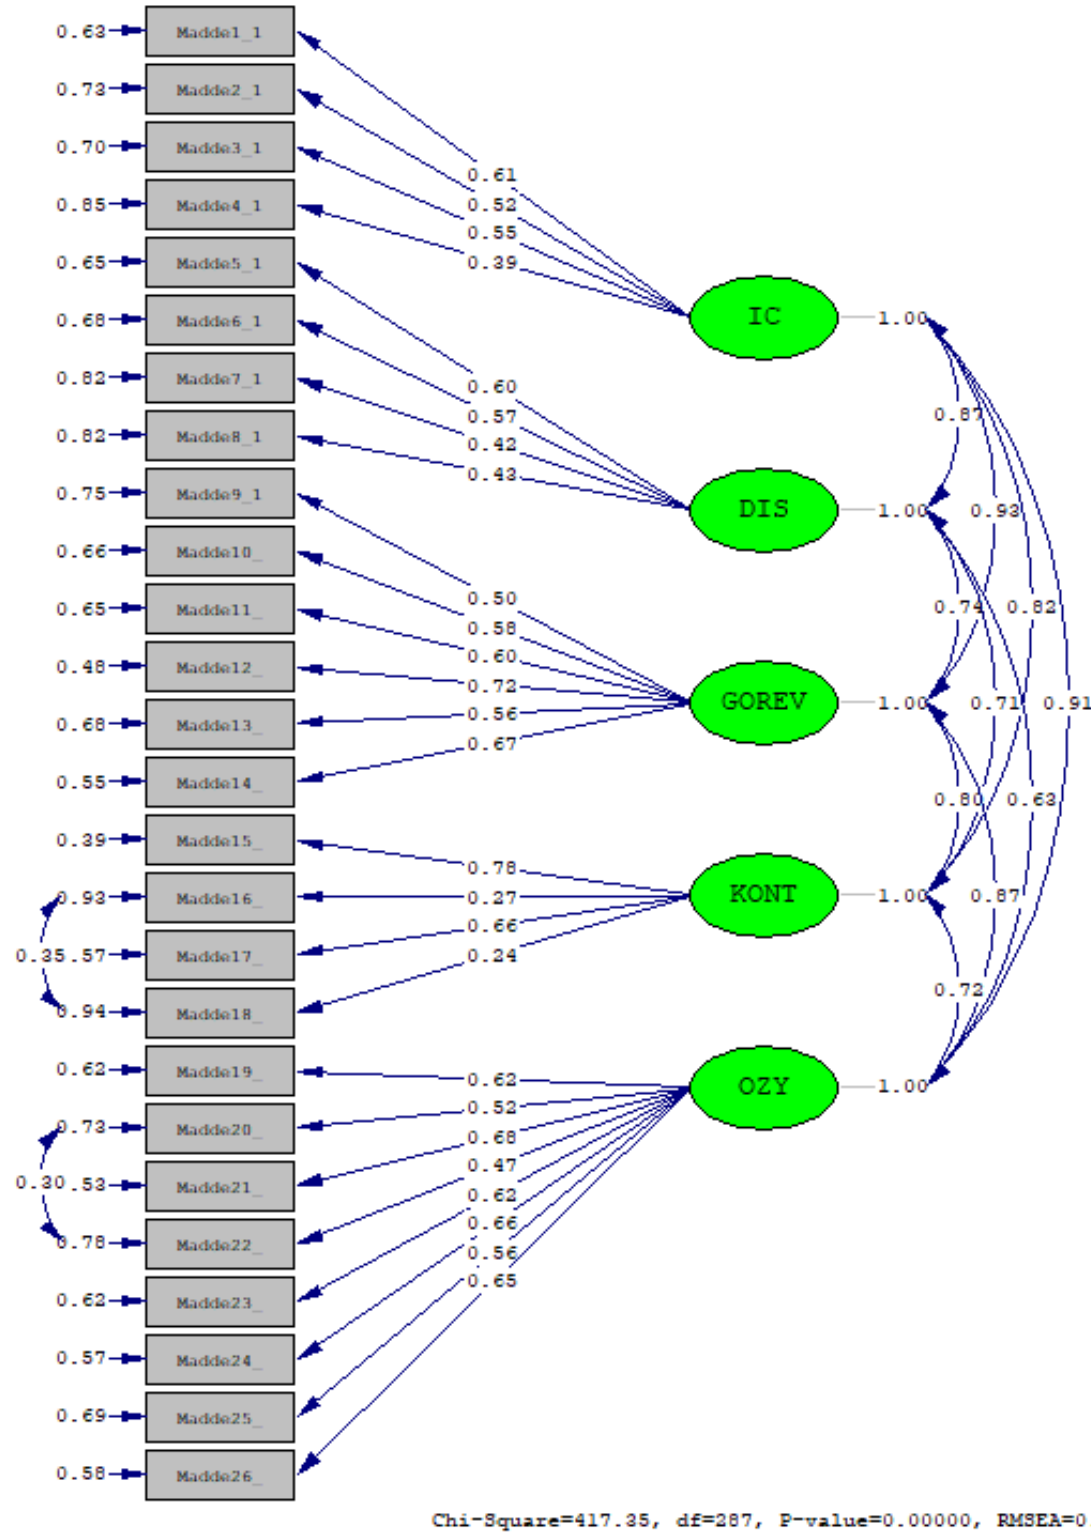 0.63 Madde1_1
0.73 Madde2_1
0.70 Madde3_1
0.85 Madde4_1
0.65 Madde5_1
0.68 Madde6_1
0.82 Madde7_1
0.82 Madde8_1
0.75 Madde9_1
0.66 Madde10_
0.65 Madde11_
0.48 Madde12_
0.68 Madde13_
0.55 Madde14_
0.39 Madde15_
0.93 Madde16_
0.35.57 Madde17_
0.94 Madde18_
0.62 Madde19_
0.73 Madde20_
0.30.53 Madde21_
0.78 Madde22_
0.62 Madde23_
0.57 Madde24_
0.69 Madde25_
0.58 Madde26_
0.61
0.52
0.55
0.39
0.60
0.57
0.42
0.43
0.50
0.58
0.60
0.72
0.56
0.67
0.78
0.27
0.66
0.24
0.62
0.52
0.68
0.47
0.62
0.66
0.56
0.65
IC 1.00
DIS 1.00
GOREV 1.00
KONT 1.00
OZY 1.00
0.87
0.93
0.74 0.82
0.71 0.91
0.80 0.63
0.87
0.72
Chi-Square=417.35, df=287, P-value=0.00000, RMSEA=0